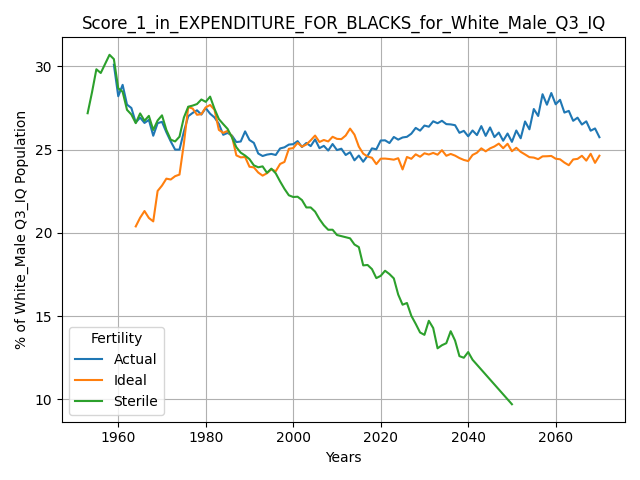 Score_1_in_EXPENDITURE_FOR_BLACKS_for_White_Male_Q3_IQ
% of White_Male Q3_IQ Population
30
25
20
15
10
Fertility
Actual
Ideal
Sterile
1960 1980 2000 2020 2040 2060
Years